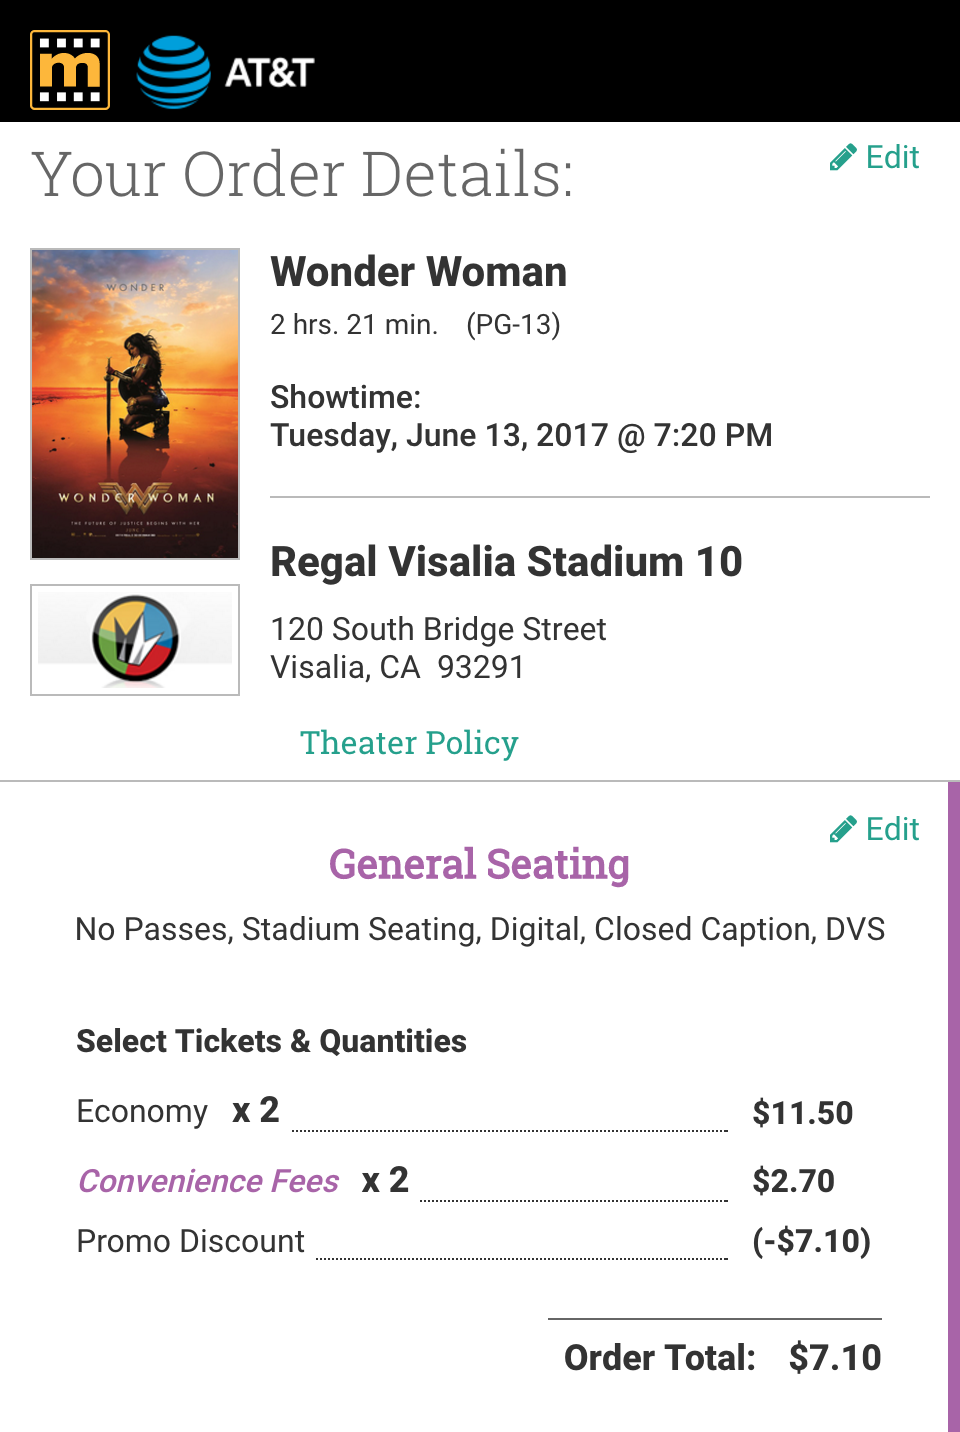 m
AT&T
Your Order Details:
Edit
WONDER
WONDER WOMAN
THE FUTURE OF JUSTICE BEGINS WITH HER
Wonder Woman
2 hrs. 21 min. (PG-13)
Showtime:
Tuesday, June 13, 2017 @ 7:20 PM
Regal Visalia Stadium 10
120 South Bridge Street
Visalia, CA 93291
Theater Policy
Edit
General Seating
No Passes, Stadium Seating, Digital, Closed Caption, DVS
Select Tickets & Quantities
Economy x 2 $11.50
Convenience Fees x 2 $2.70
Promo Discount (-$7.10)
Order Total: $7.10